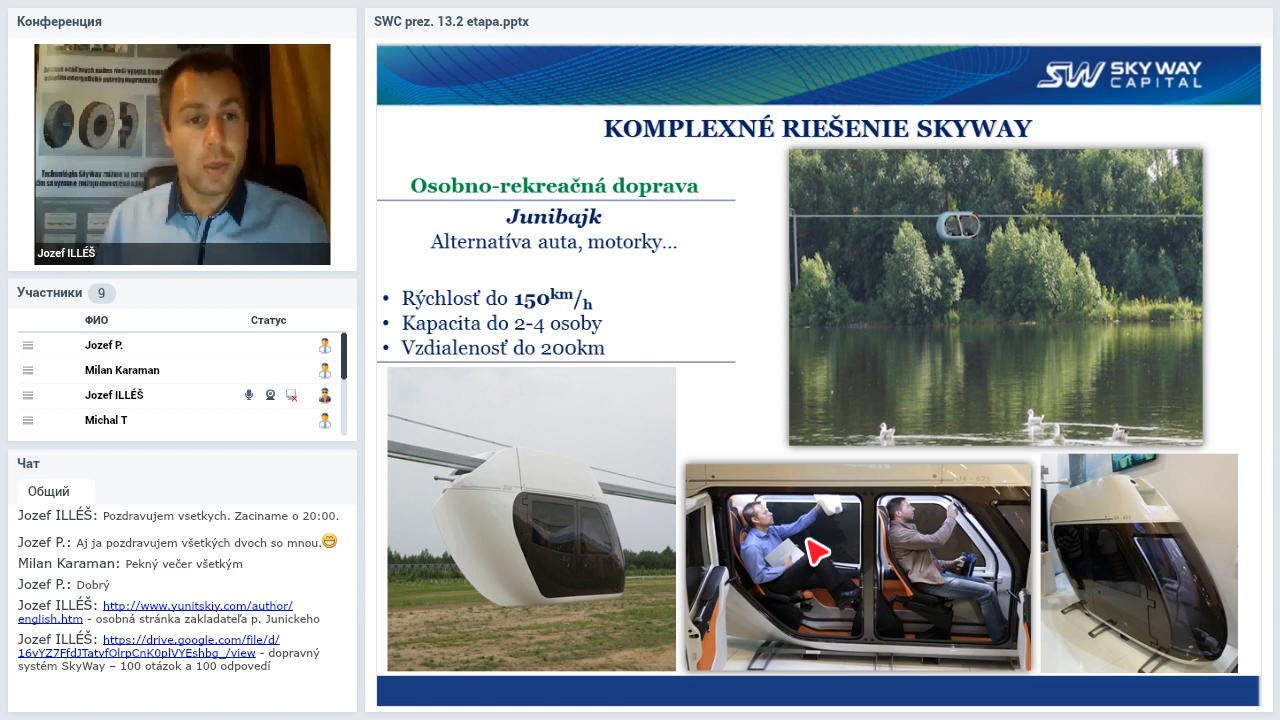 Конференция
Jozef ILLÉŠ
Участники 9
ФИО Статус
Jozef P.
Milan Karaman
Jozef ILLÉŠ
Michal T
Чат
Общий
Jozef ILLÉŠ: Pozdravujem vsetkych. Zaciname o 20:00.
Jozef P.: Aj ja pozdravujem všetkých dvoch so mnou.😁
Milan Karaman: Pekný večer všetkým
Jozef P.: Dobrý
Jozef ILLÉŠ: http://www.yunitskiy.com/author/
english.htm - osobná stránka zakladateľa p. Junickeho
Jozef ILLÉŠ: https://drive.google.com/file/d/
16vYZ7FfdJTatvfOlrpCnK0plVYEshbg_/view - dopravný
systém SkyWay – 100 otázok a 100 odpovedí
SWC prez. 13.2 etapa.pptx
SW SKY WAY
CAPITAL
KOMPLEXNÉ RIEŠENIE SKYWAY
Osobno-rekreačná doprava
Junibajk
Alternatíva auta, motorky...
• Rýchlosť do 150km/h
• Kapacita do 2-4 osoby
• Vzdialenosť do 200km